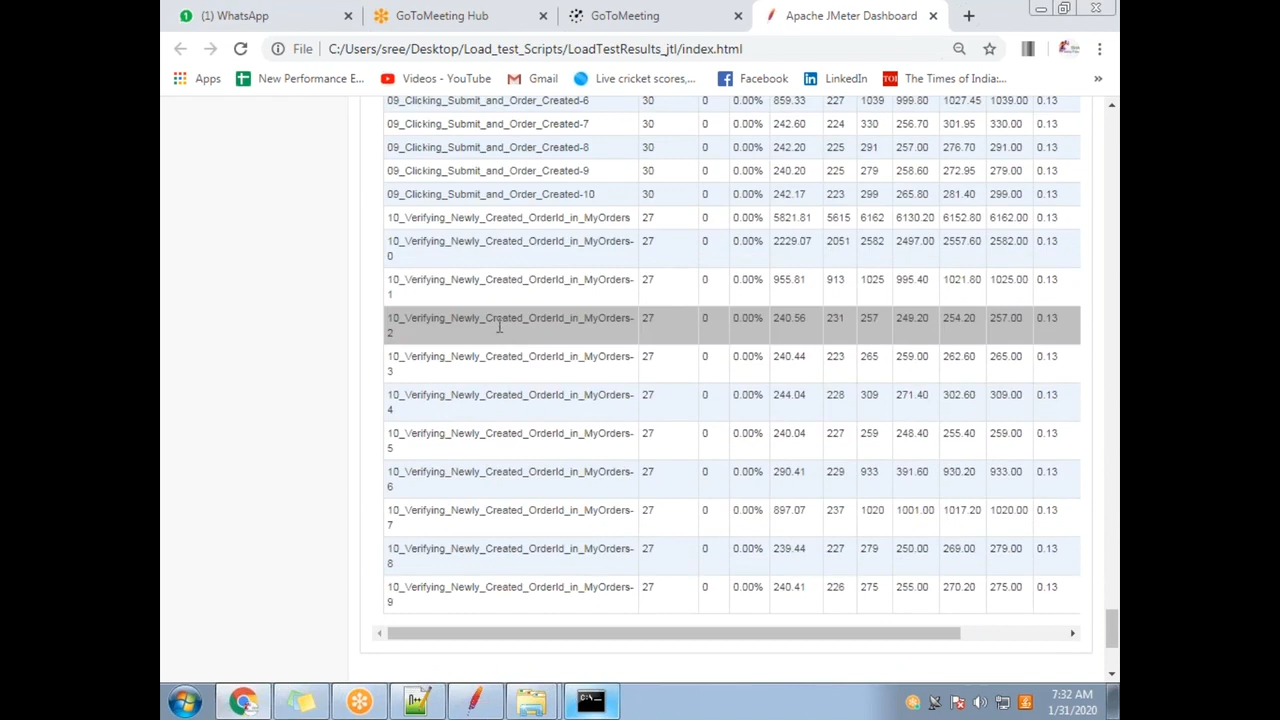 (1) WhatsApp GoToMeeting Hub GoToMeeting Apache JMeter Dashboard
File C:/Users/sree/Desktop/Load_test_Scripts/LoadTestResults_jtl/index.html
Apps New Performance E... Videos - YouTube Gmail Live cricket scores,... Facebook LinkedIn TOI The Times of India:...
09_Clicking_Submit_and_Order_Created-6 30 0 0.00% 859.33 227 1039 999.80 1027.45 1039.00 0.13
09_Clicking_Submit_and_Order_Created-7 30 0 0.00% 242.60 224 330 256.70 301.95 330.00 0.13
09_Clicking_Submit_and_Order_Created-8 30 0 0.00% 242.20 225 291 257.00 276.70 291.00 0.13
09_Clicking_Submit_and_Order_Created-9 30 0 0.00% 240.20 225 279 258.60 272.95 279.00 0.13
09_Clicking_Submit_and_Order_Created-10 30 0 0.00% 242.17 223 299 265.80 281.40 299.00 0.13
10_Verifying_Newly_Created_OrderId_in_MyOrders 27 0 0.00% 5821.81 5615 6162 6130.20 6152.80 6162.00 0.13
10_Verifying_Newly_Created_OrderId_in_MyOrders- 27 0 0.00% 2229.07 2051 2582 2497.00 2557.60 2582.00 0.13
0
10_Verifying_Newly_Created_OrderId_in_MyOrders- 27 0 0.00% 955.81 913 1025 995.40 1021.80 1025.00 0.13
1
10_Verifying_Newly_Created_OrderId_in_MyOrders- 27 0 0.00% 240.56 231 257 249.20 254.20 257.00 0.13
2
10_Verifying_Newly_Created_OrderId_in_MyOrders- 27 0 0.00% 240.44 223 265 259.00 262.60 265.00 0.13
3
10_Verifying_Newly_Created_OrderId_in_MyOrders- 27 0 0.00% 244.04 228 309 271.40 302.60 309.00 0.13
4
10_Verifying_Newly_Created_OrderId_in_MyOrders- 27 0 0.00% 240.04 227 259 248.40 255.40 259.00 0.13
5
10_Verifying_Newly_Created_OrderId_in_MyOrders- 27 0 0.00% 290.41 229 933 391.60 930.20 933.00 0.13
6
10_Verifying_Newly_Created_OrderId_in_MyOrders- 27 0 0.00% 897.07 237 1020 1001.00 1017.20 1020.00 0.13
7
10_Verifying_Newly_Created_OrderId_in_MyOrders- 27 0 0.00% 239.44 227 279 250.00 269.00 279.00 0.13
8
10_Verifying_Newly_Created_OrderId_in_MyOrders- 27 0 0.00% 240.41 226 275 255.00 270.20 275.00 0.13
9
7:32 AM
1/31/2020